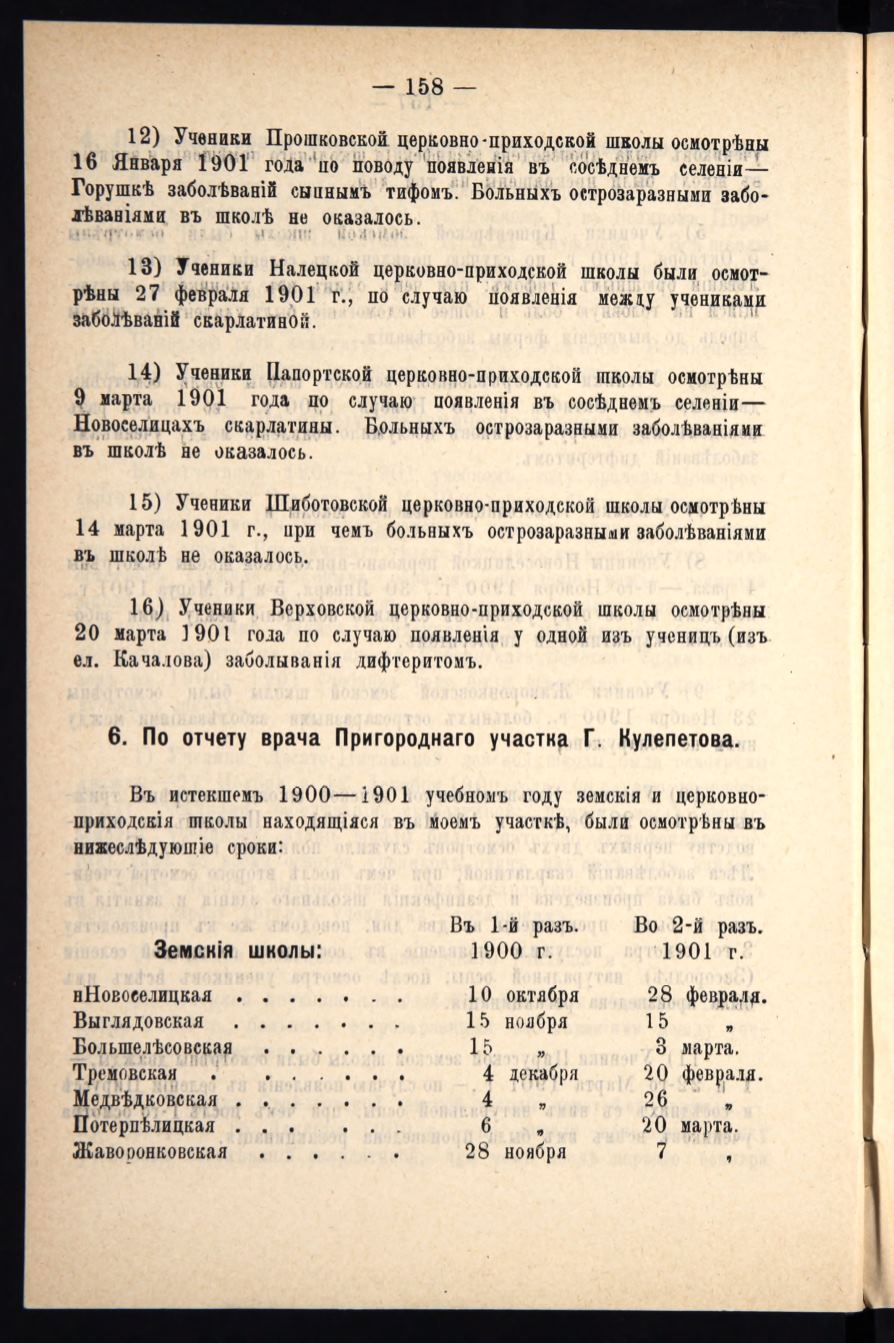 — 158 —
12) Ученики Прошковской церковно-приходской школы осмотрѣны
16 Января 1901 года по поводу появленія въ сосѣднемъ селеніи—
Горушкѣ заболѣваній сыпнымъ тифомъ. Больныхъ острозаразными забо-
лѣваніями въ школѣ не оказалось.
13) Ученики Налецкой церковно-приходской школы были осмот-
рѣны 27 февраля 1901 г., по случаю появленія между учениками
заболѣваній скарлатиной.
14) Ученики Папортской церковно-приходской школы осмотрѣны
9 марта 1901 года по случаю появленія въ сосѣднемъ селеніи—
Новоселицахъ скарлатины. Больныхъ острозаразными заболѣваніями
въ школѣ не оказалось.
15) Ученики Шиботовской церковно-приходской школы осмотрѣны
14 марта 1901 г., при чемъ больныхъ острозаразными заболѣваніями
въ школѣ не оказалось.
16) Ученики Верховской церковно-приходской школы осмотрѣны
20 марта 1901 года по случаю появленія у одной изъ ученицъ (изъ
ел. Качалова) заболыванія дифтеритомъ.
6. По отчету врача Пригороднаго участка Г. Кулепетова.
Въ истекшемъ 1900—1901 учебномъ году земскія и церковно-
приходскія школы находящіяся въ моемъ участкѣ, были осмотрѣны въ
нижеслѣдующіе сроки:
Въ 1-й разъ. Во 2-й разъ.
Земскія школы: 1900 г. 1901 г.
нНовоселицкая . . . . . . . 10 октября 28 февраля.
Выглядовская . . . . . . . 15 ноября 15 „
Большелѣсовская . . . . . . 15 „ 3 марта.
Тремовская . . . . . 4 декабря 20 февраля.
Медвѣдковская . . . . . . . 4 „ 26 „
Потерпѣлицкая . . . . . . 6 „ 20 марта.
Жаворонковская . . . . . . 28 ноября 7 „